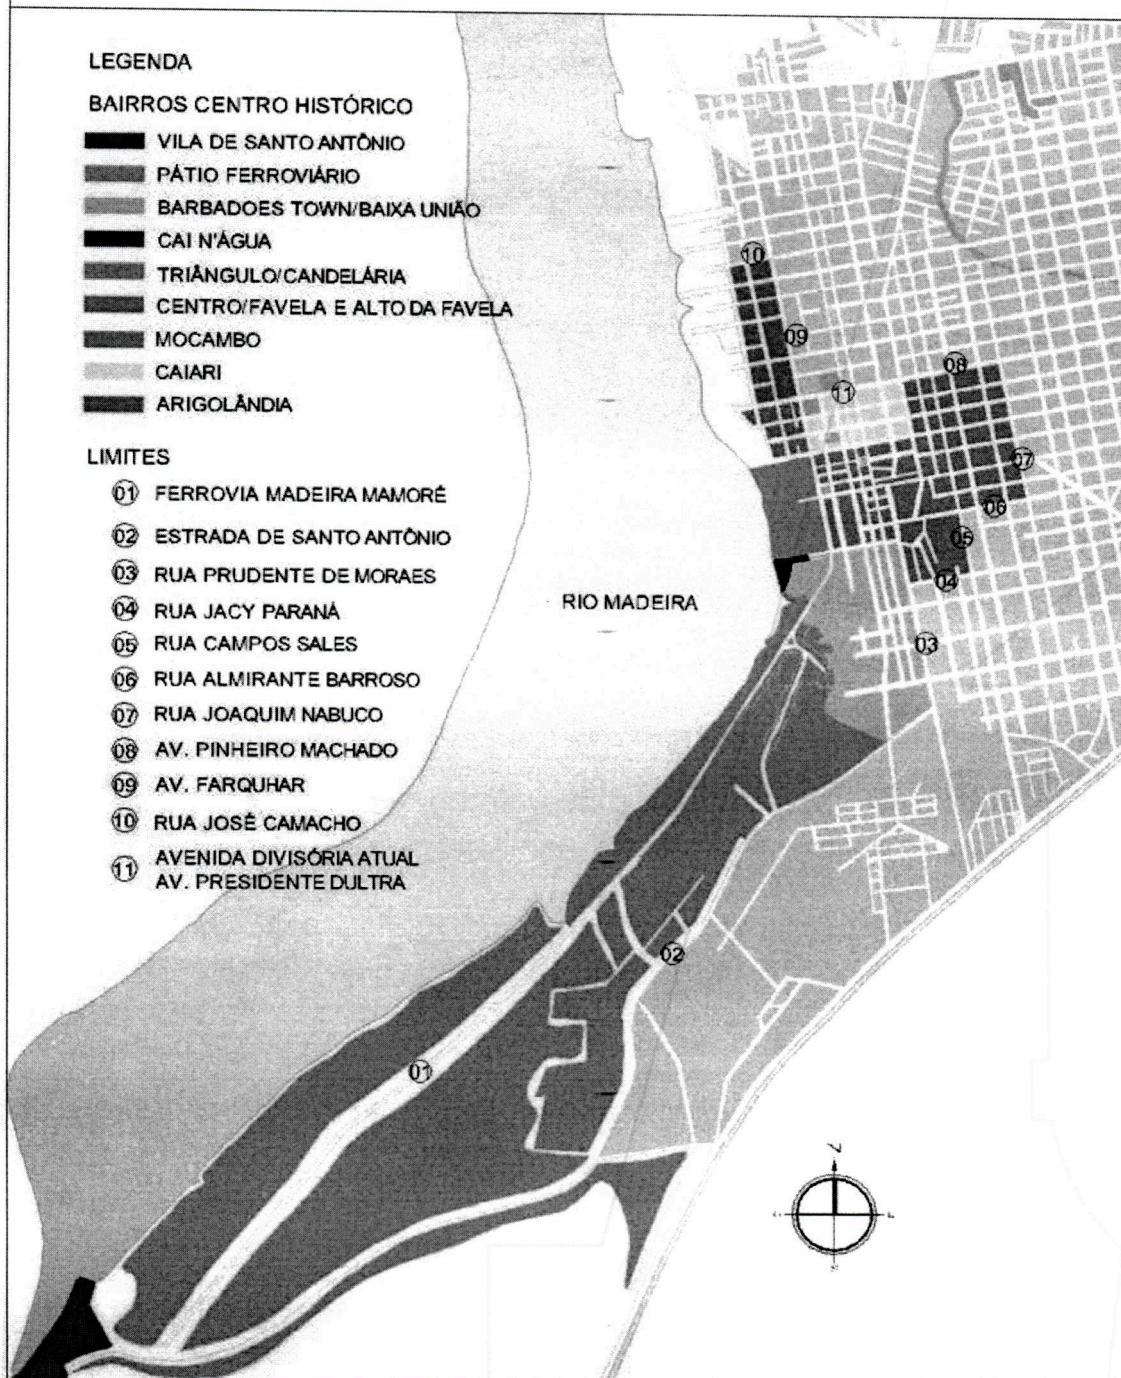 LEGENDA
BAIRROS CENTRO HISTÓRICO
VILA DE SANTO ANTÔNIO
PÁTIO FERROVIÁRIO
BARBADOES TOWN/BAIXA UNIÃO
CAI N'ÁGUA
TRIÂNGULO/CANDELÁRIA
CENTRO/FAVELA E ALTO DA FAVELA
MOCAMBO
CAIARI
ARIGOLÂNDIA
LIMITES
01 FERROVIA MADEIRA MAMORÉ
02 ESTRADA DE SANTO ANTÔNIO
03 RUA PRUDENTE DE MORAES
04 RUA JACY PARANÁ
05 RUA CAMPOS SALES
06 RUA ALMIRANTE BARROSO
07 RUA JOAQUIM NABUCO
08 AV. PINHEIRO MACHADO
09 AV. FARQUHAR
10 RUA JOSÉ CAMACHO
11 AVENIDA DIVISÓRIA ATUAL
AV. PRESIDENTE DULTRA
10
09
08
11
07
06
05
04
RIO MADEIRA
03
02
01